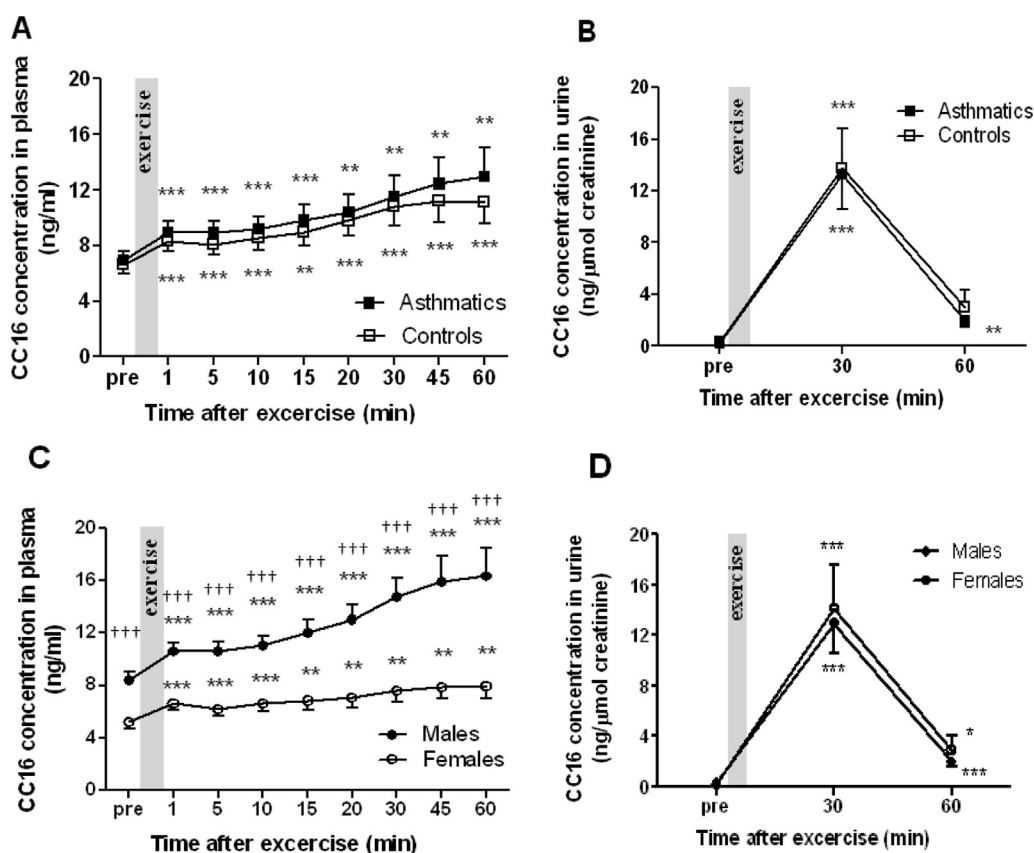 A
CC16 concentration in plasma
(ng/ml)
20
16
12
8
4
0
exercise
*** *** *** *** ** ** ** **
*** *** *** ** *** *** *** ***
Asthmatics
Controls
pre 1 5 10 15 20 30 45 60
Time after excercise (min)
B
CC16 concentration in urine
(ng/μmol creatinine)
20
16
12
8
4
0
exercise
***
***
**
Asthmatics
Controls
pre 30 60
Time after excercise (min)
C
CC16 concentration in plasma
(ng/ml)
20
16
12
8
4
0
exercise
††† ††† ††† ††† ††† ††† ††† ††† †††
*** *** *** *** *** *** *** ***
*** *** *** ** ** ** ** **
Males
Females
pre 1 5 10 15 20 30 45 60
Time after excercise (min)
D
CC16 concentration in urine
(ng/μmol creatinine)
20
16
12
8
4
0
exercise
***
***
*
***
Males
Females
pre 30 60
Time after excercise (min)